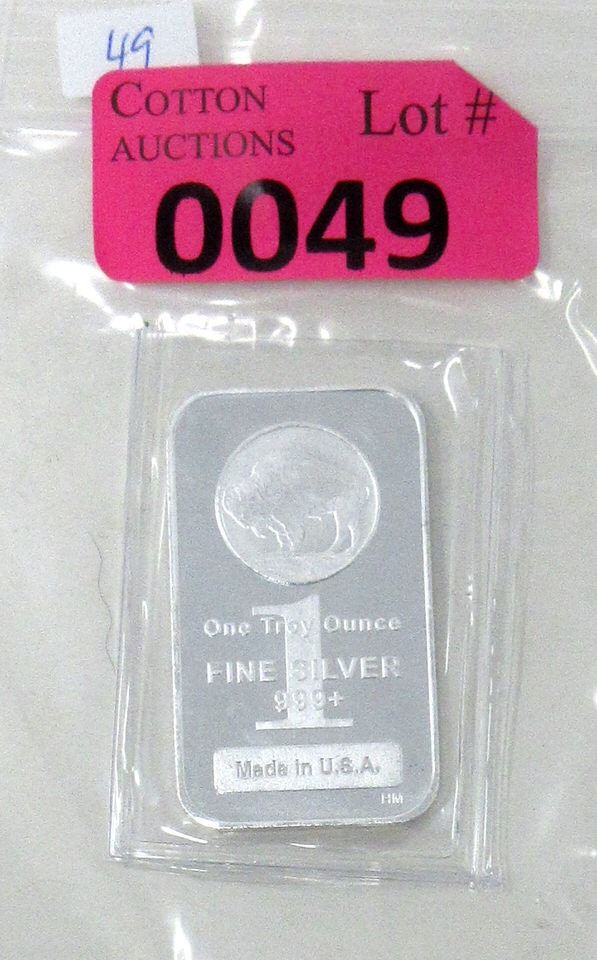 49
COTTON
AUCTIONS
Lot #
0049
1
One Troy Ounce
FINE SILVER
999+
Made in U.S.A.
HM